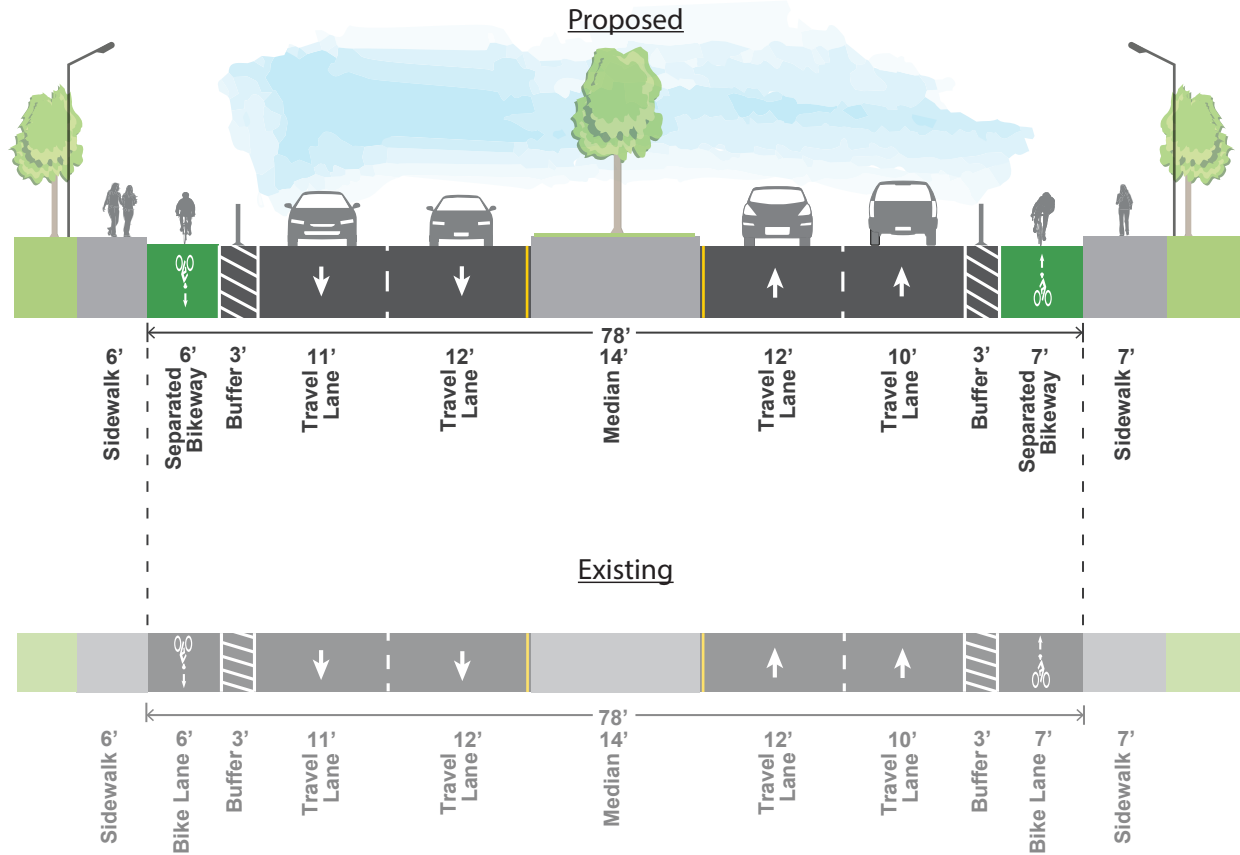 Proposed
78’
Sidewalk 6’
6’
Separated
Bikeway
Buffer 3’
11’
Travel
Lane
12’
Travel
Lane
Median 14’
12’
Travel
Lane
10’
Travel
Lane
Buffer 3’
7’
Separated
Bikeway
Sidewalk 7’
Existing
78’
Sidewalk 6’
Bike Lane 6’
Buffer 3’
11’
Travel
Lane
12’
Travel
Lane
Median 14’
12’
Travel
Lane
10’
Travel
Lane
Buffer 3’
Bike Lane 7’
Sidewalk 7’